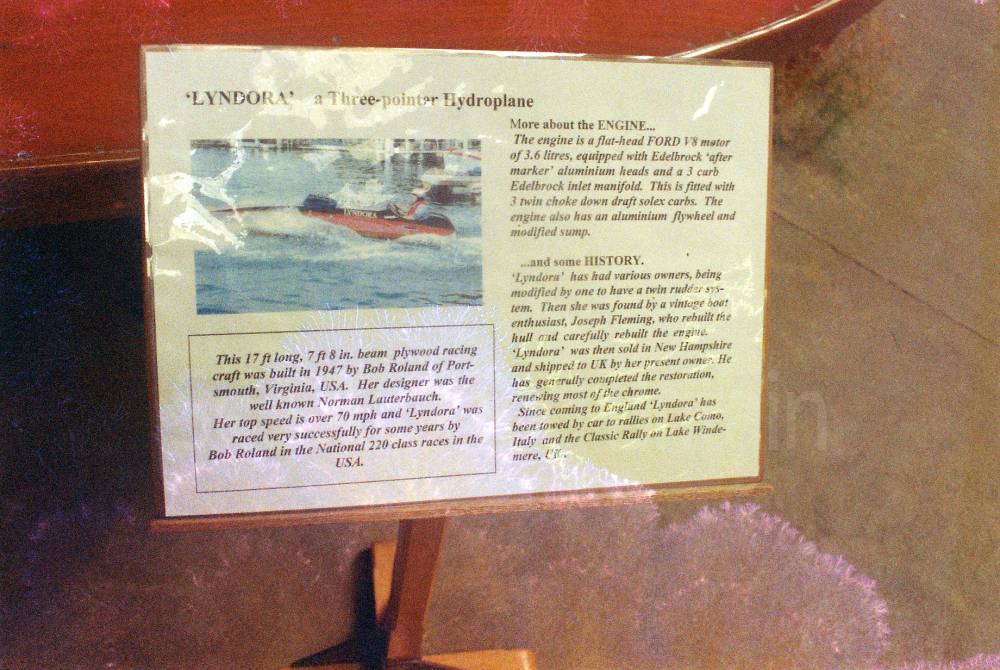 'LYNDORA' a Three-pointer Hydroplane
LYNDORA
This 17 ft long, 7 ft 8 in. beam plywood racing
craft was built in 1947 by Bob Roland of Port-
smouth, Virginia, USA. Her designer was the
well known Norman Lauterbauch.
Her top speed is over 70 mph and 'Lyndora' was
raced very successfully for some years by
Bob Roland in the National 220 class races in the
USA.
More about the ENGINE...
The engine is a flat-head FORD V8 motor
of 3.6 litres, equipped with Edelbrock 'after
marker' aluminium heads and a 3 carb
Edelbrock inlet manifold. This is fitted with
3 twin choke down draft solex carbs. The
engine also has an aluminium flywheel and
modified sump.
...and some HISTORY.
'Lyndora' has had various owners, being
modified by one to have a twin rudder sys-
tem. Then she was found by a vintage boat
enthusiast, Joseph Fleming, who rebuilt the
hull and carefully rebuilt the engine.
'Lyndora' was then sold in New Hampshire
and shipped to UK by her present owner. He
has generally completed the restoration,
renewing most of the chrome.
Since coming to England 'Lyndora' has
been towed by car to rallies on Lake Como,
Italy and the Classic Rally on Lake Winde-
mere, UK.